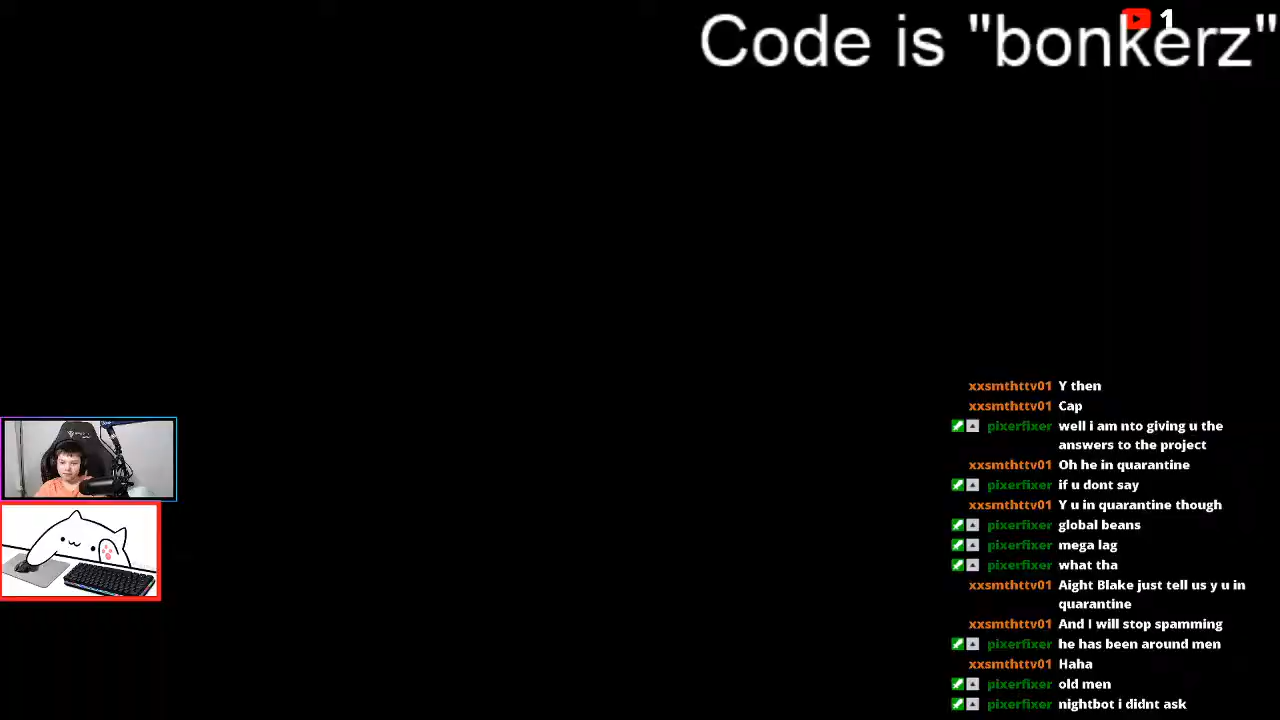 1
Code is "bonkerz"
xxsmthttv01 Y then
xxsmthttv01 Cap
pixerfixer well i am nto giving u the
answers to the project
xxsmthttv01 Oh he in quarantine
pixerfixer if u dont say
xxsmthttv01 Y u in quarantine though
pixerfixer global beans
pixerfixer mega lag
pixerfixer what tha
xxsmthttv01 Aight Blake just tell us y u in
quarantine
xxsmthttv01 And I will stop spamming
pixerfixer he has been around men
xxsmthttv01 Haha
pixerfixer old men
pixerfixer nightbot i didnt ask